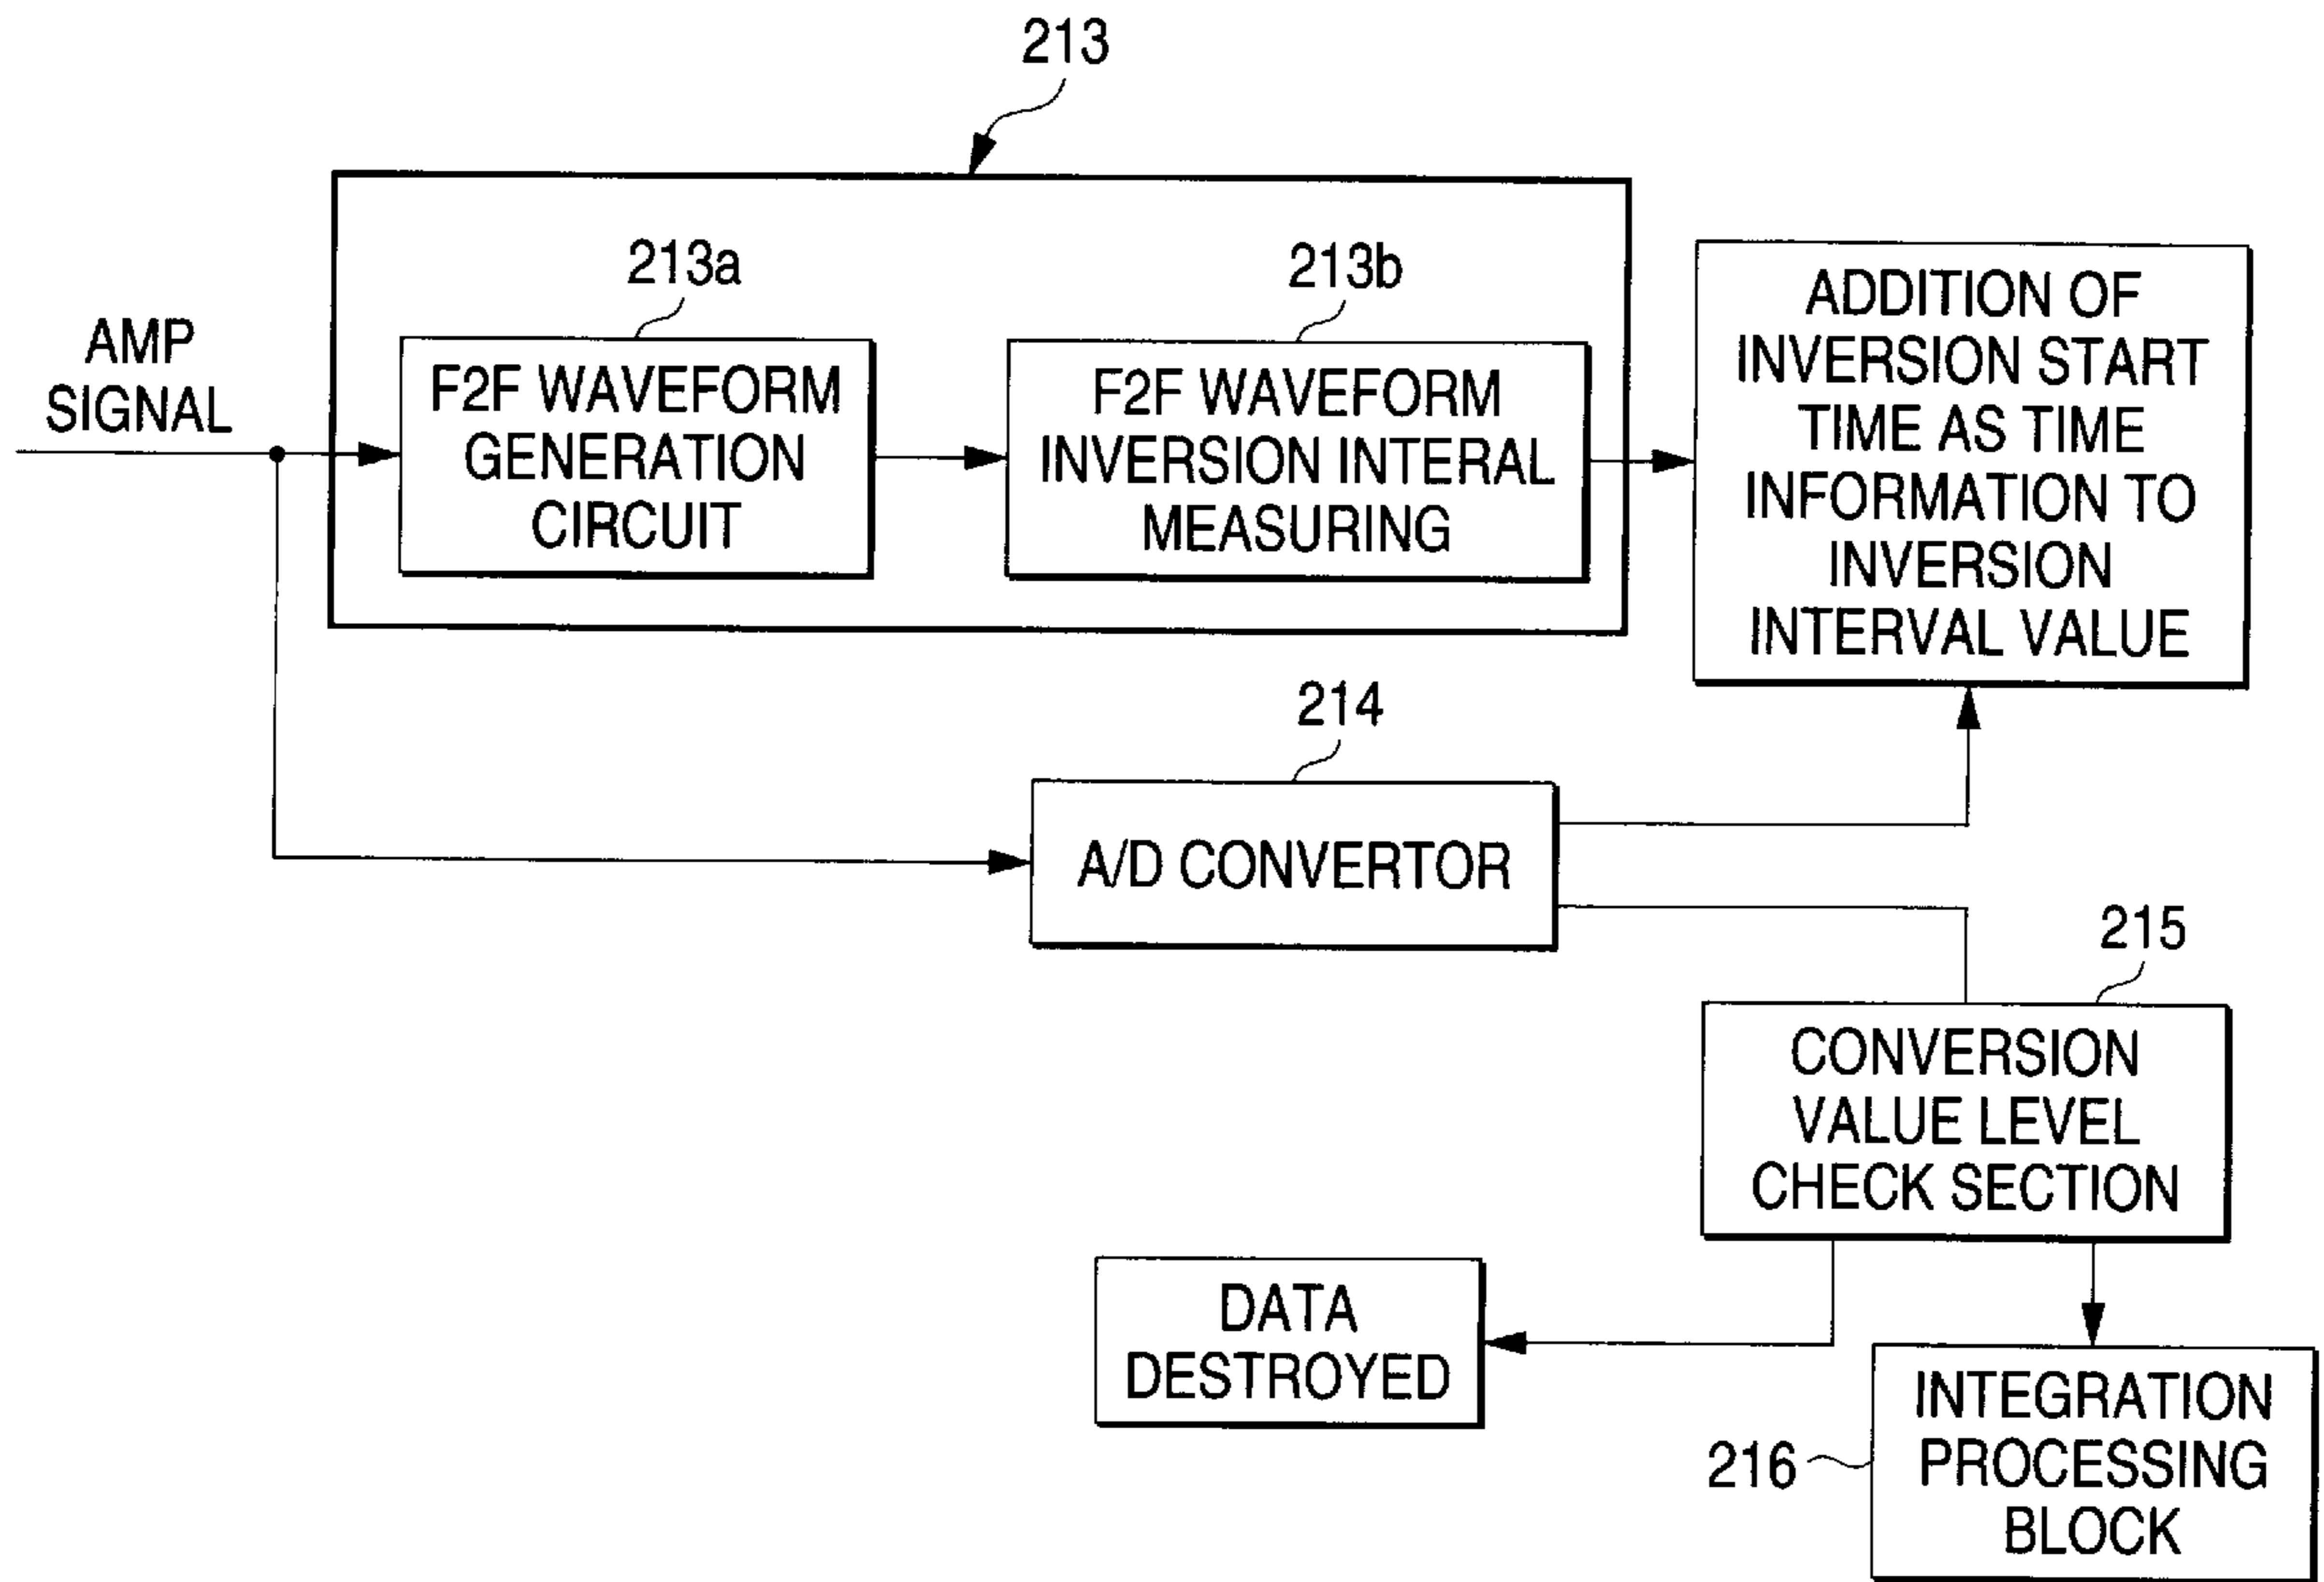 213
213a
213b
AMP
SIGNAL
F2F WAVEFORM
GENERATION
CIRCUIT
F2F WAVEFORM
INVERSION INTERAL
MEASURING
ADDITION OF
INVERSION START
TIME AS TIME
INFORMATION TO
INVERSION
INTERVAL VALUE
214
A/D CONVERTOR
215
CONVERSION
VALUE LEVEL
CHECK SECTION
DATA
DESTROYED
216
INTEGRATION
PROCESSING
BLOCK